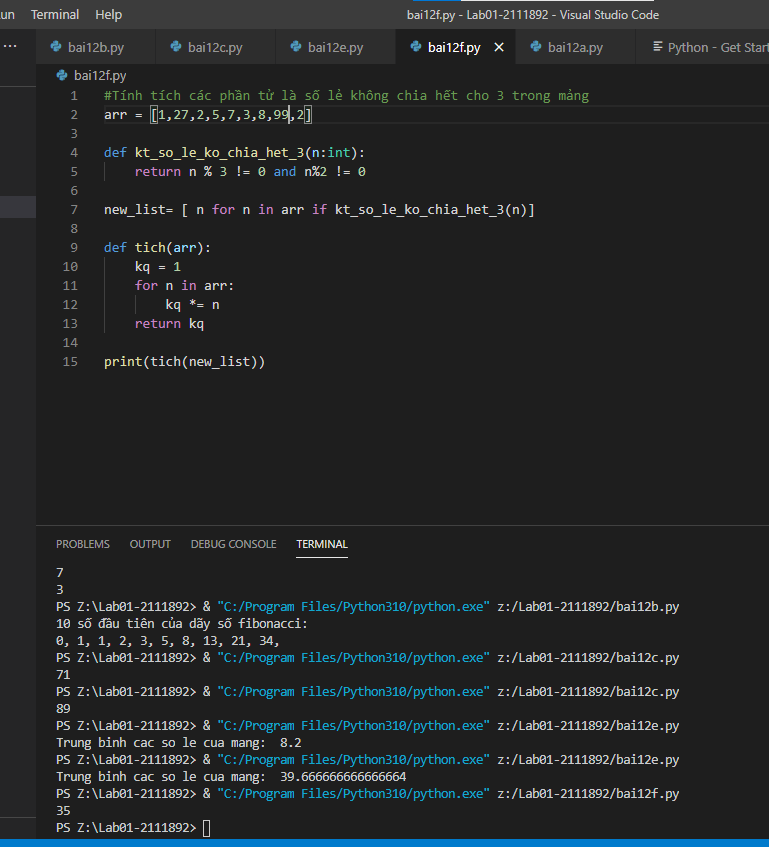 Terminal Help bai12f.py - Lab01-2111892 - Visual Studio Code
bai12b.py bai12c.py bai12e.py bai12f.py bai12a.py Python - Get
bai12f.py
1 #Tính tích các phần tử là số lẻ không chia hết cho 3 trong mảng
2 arr = [1,27,2,5,7,3,8,99,2]
3
4 def kt_so_le_ko_chia_het_3(n:int):
5 return n % 3 != 0 and n%2 != 0
6
7 new_list= [ n for n in arr if kt_so_le_ko_chia_het_3(n)]
8
9 def tich(arr):
10 kq = 1
11 for n in arr:
12 kq *= n
13 return kq
14
15 print(tich(new_list))
PROBLEMS OUTPUT DEBUG CONSOLE TERMINAL
7
3
PS Z:\Lab01-2111892> & "C:/Program Files/Python310/python.exe" z:/Lab01-2111892/bai12b.py
10 số đầu tiên của dãy số fibonacci:
0, 1, 1, 2, 3, 5, 8, 13, 21, 34,
PS Z:\Lab01-2111892> & "C:/Program Files/Python310/python.exe" z:/Lab01-2111892/bai12c.py
71
PS Z:\Lab01-2111892> & "C:/Program Files/Python310/python.exe" z:/Lab01-2111892/bai12c.py
89
PS Z:\Lab01-2111892> & "C:/Program Files/Python310/python.exe" z:/Lab01-2111892/bai12e.py
Trung binh cac so le cua mang:  8.2
PS Z:\Lab01-2111892> & "C:/Program Files/Python310/python.exe" z:/Lab01-2111892/bai12e.py
Trung binh cac so le cua mang:  39.666666666666664
PS Z:\Lab01-2111892> & "C:/Program Files/Python310/python.exe" z:/Lab01-2111892/bai12f.py
35
PS Z:\Lab01-2111892>